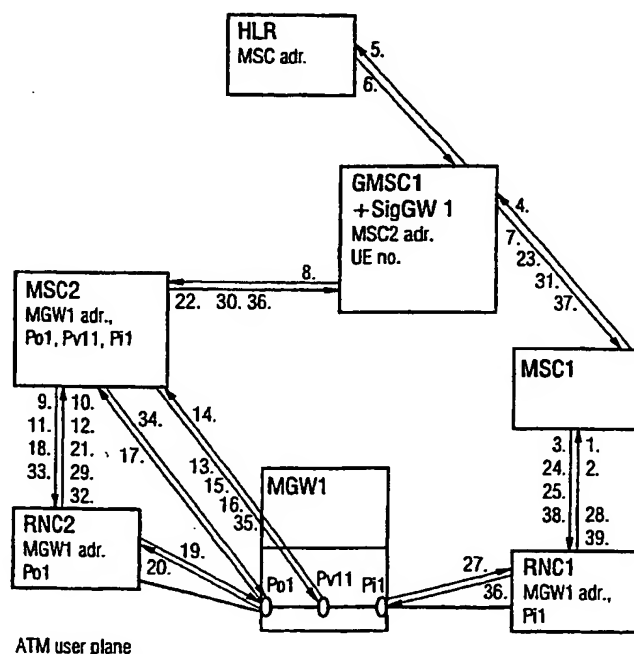 HLR
MSC adr.
5.
6.
GMSC1
+SigGW 1
MSC2 adr.
UE no.
4.
7.
23.
31.
37.
8.
22. 30. 36.
MSC2
MGW1 adr.,
Po1, Pv11, Pi1
MSC1
9. 10.
11. 12.
18. 21.
33. 29.
32.
34.
17.
14.
13.
15.
16.
35.
3. 1.
24. 2.
25.
38. 28.
39.
MGW1
RNC2
MGW1 adr.
Po1
19.
20.
Po1 Pv11 Pi1
27.
36.
RNC1
MGW1 adr.,
Pi1
ATM user plane